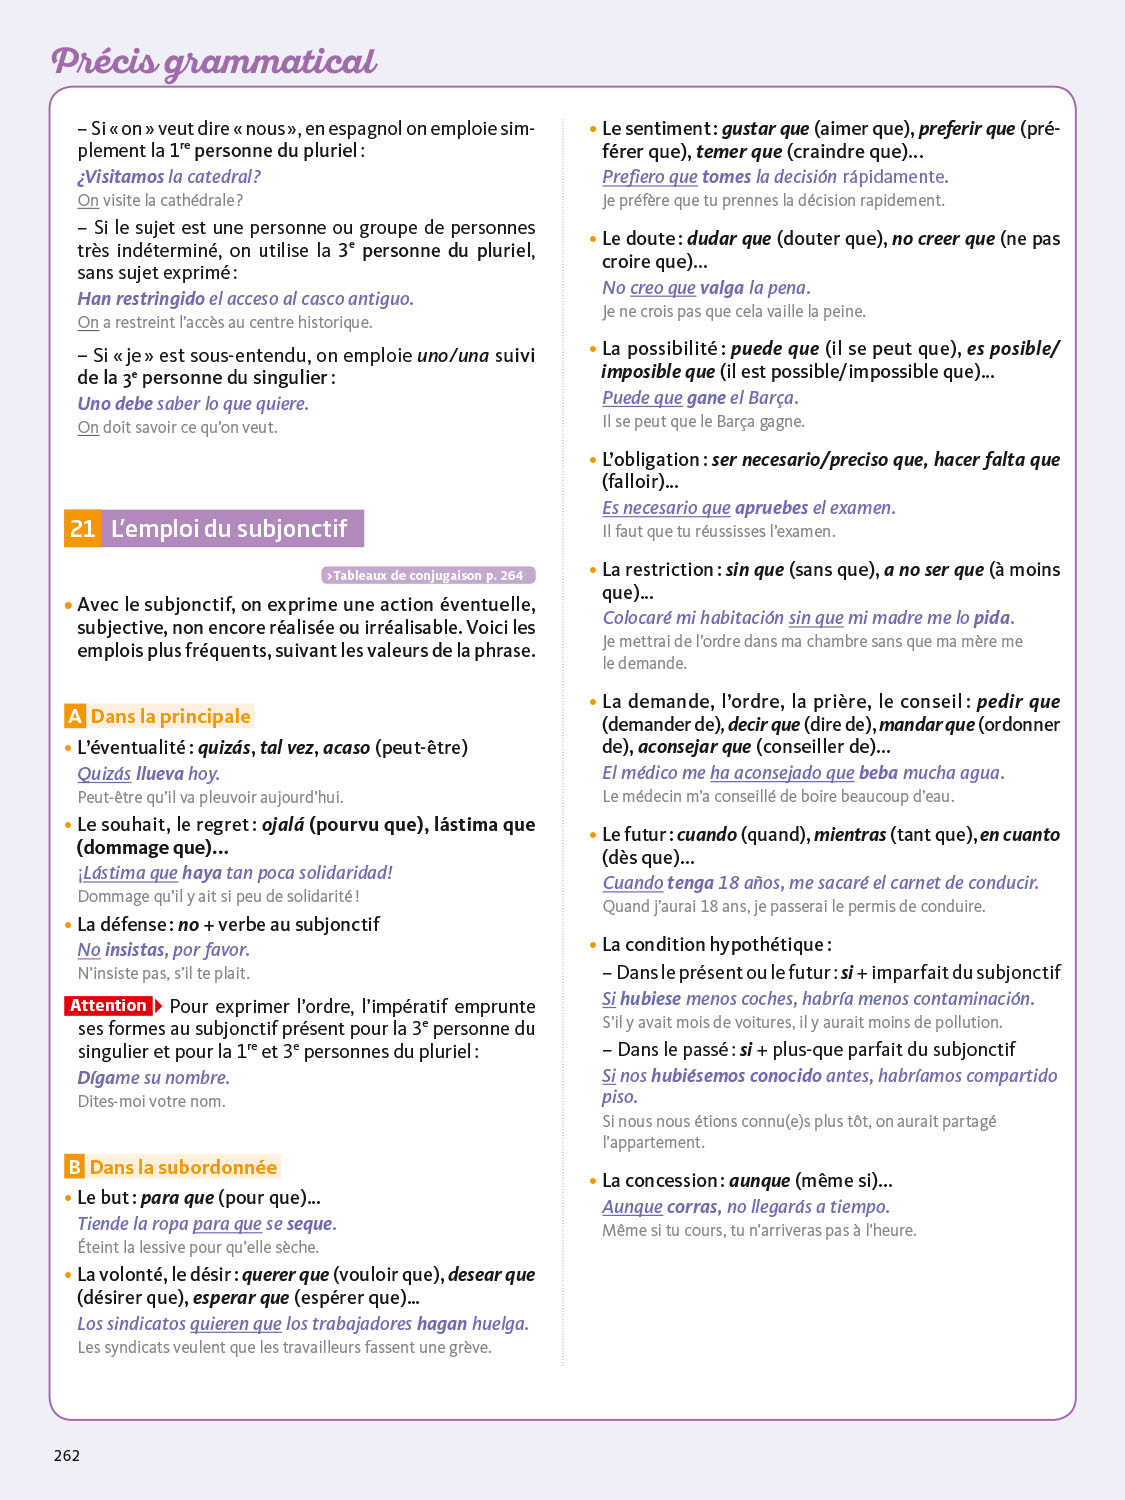 Précis grammatical
– Si « on » veut dire « nous », en espagnol on emploie sim-
plement la 1re personne du pluriel :
¿Visitamos la catedral?
On visite la cathédrale ?
– Si le sujet est une personne ou groupe de personnes
très indéterminé, on utilise la 3e personne du pluriel,
sans sujet exprimé :
Han restringido el acceso al casco antiguo.
On a restreint l’accès au centre historique.
– Si « je » est sous-entendu, on emploie uno/una suivi
de la 3e personne du singulier :
Uno debe saber lo que quiere.
On doit savoir ce qu’on veut.
21 L’emploi du subjonctif
>Tableaux de conjugaison p. 264
• Avec le subjonctif, on exprime une action éventuelle,
subjective, non encore réalisée ou irréalisable. Voici les
emplois plus fréquents, suivant les valeurs de la phrase.
A Dans la principale
• L’éventualité : quizás, tal vez, acaso (peut-être)
Quizás llueva hoy.
Peut-être qu’il va pleuvoir aujourd’hui.
• Le souhait, le regret : ojalá (pourvu que), lástima que
(dommage que)...
¡Lástima que haya tan poca solidaridad!
Dommage qu’il y ait si peu de solidarité !
• La défense : no + verbe au subjonctif
No insistas, por favor.
N’insiste pas, s’il te plait.
Attention Pour exprimer l’ordre, l’impératif emprunte
ses formes au subjonctif présent pour la 3e personne du
singulier et pour la 1re et 3e personnes du pluriel :
Dígame su nombre.
Dites-moi votre nom.
B Dans la subordonnée
• Le but : para que (pour que)...
Tiende la ropa para que se seque.
Éteint la lessive pour qu’elle sèche.
• La volonté, le désir : querer que (vouloir que), desear que
(désirer que), esperar que (espérer que)...
Los sindicatos quieren que los trabajadores hagan huelga.
Les syndicats veulent que les travailleurs fassent une grève.
• Le sentiment : gustar que (aimer que), preferir que (pré-
férer que), temer que (craindre que)...
Prefiero que tomes la decisión rápidamente.
Je préfère que tu prennes la décision rapidement.
• Le doute : dudar que (douter que), no creer que (ne pas
croire que)...
No creo que valga la pena.
Je ne crois pas que cela vaille la peine.
• La possibilité : puede que (il se peut que), es posible/
imposible que (il est possible/impossible que)...
Puede que gane el Barça.
Il se peut que le Barça gagne.
• L’obligation : ser necesario/preciso que, hacer falta que
(falloir)...
Es necesario que apruebes el examen.
Il faut que tu réussisses l’examen.
• La restriction : sin que (sans que), a no ser que (à moins
que)...
Colocaré mi habitación sin que mi madre me lo pida.
Je mettrai de l’ordre dans ma chambre sans que ma mère me
le demande.
• La demande, l’ordre, la prière, le conseil : pedir que
(demander de), decir que (dire de), mandar que (ordonner
de), aconsejar que (conseiller de)...
El médico me ha aconsejado que beba mucha agua.
Le médecin m’a conseillé de boire beaucoup d’eau.
• Le futur : cuando (quand), mientras (tant que), en cuanto
(dès que)...
Cuando tenga 18 años, me sacaré el carnet de conducir.
Quand j’aurai 18 ans, je passerai le permis de conduire.
• La condition hypothétique :
– Dans le présent ou le futur : si + imparfait du subjonctif
Si hubiese menos coches, habría menos contaminación.
S’il y avait mois de voitures, il y aurait moins de pollution.
– Dans le passé : si + plus-que parfait du subjonctif
Si nos hubiésemos conocido antes, habríamos compartido
piso.
Si nous nous étions connu(e)s plus tôt, on aurait partagé
l’appartement.
• La concession : aunque (même si)...
Aunque corras, no llegarás a tiempo.
Même si tu cours, tu n’arriveras pas à l’heure.
262